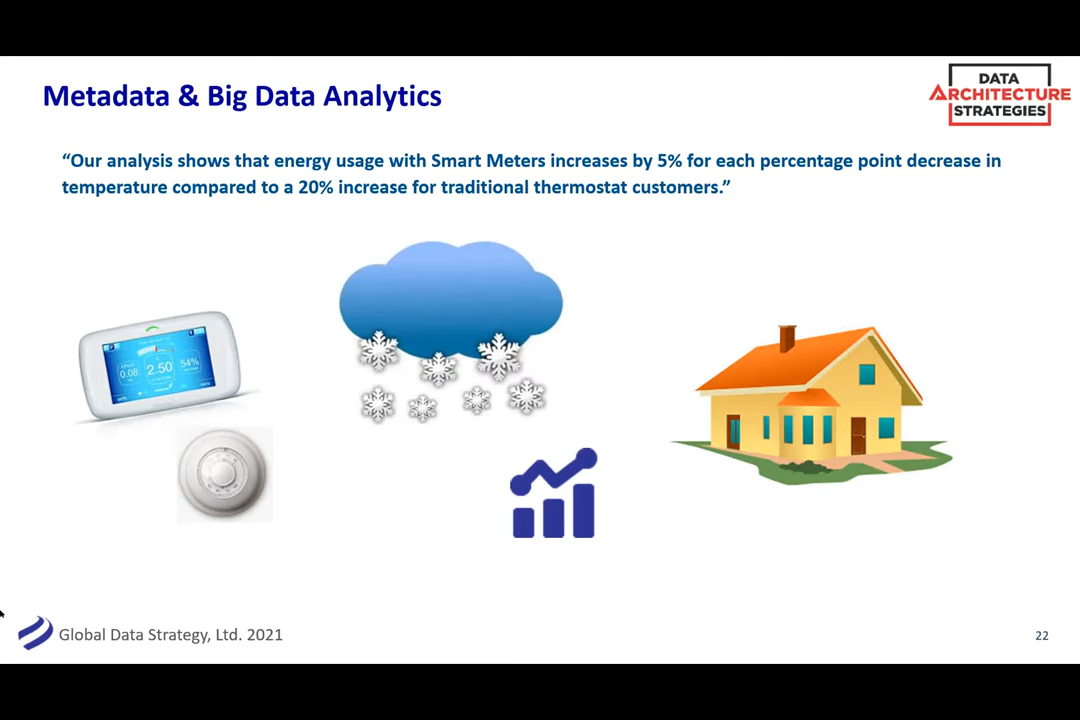 Metadata & Big Data Analytics
DATA
ARCHITECTURE
STRATEGIES
“Our analysis shows that energy usage with Smart Meters increases by 5% for each percentage point decrease in
temperature compared to a 20% increase for traditional thermostat customers.”
0.08
2.50
54%
Global Data Strategy, Ltd. 2021
22